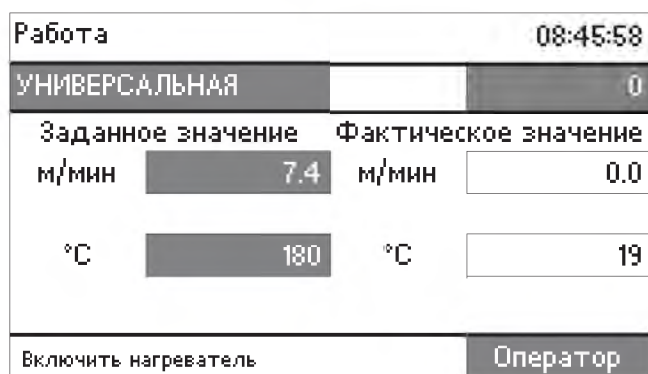 Работа 08:45:58
УНИВЕРСАЛЬНАЯ 0
Заданное значение Фактическое значение
м/мин 7.4 м/мин 0.0
°C 180 °C 19
Включить нагреватель Оператор